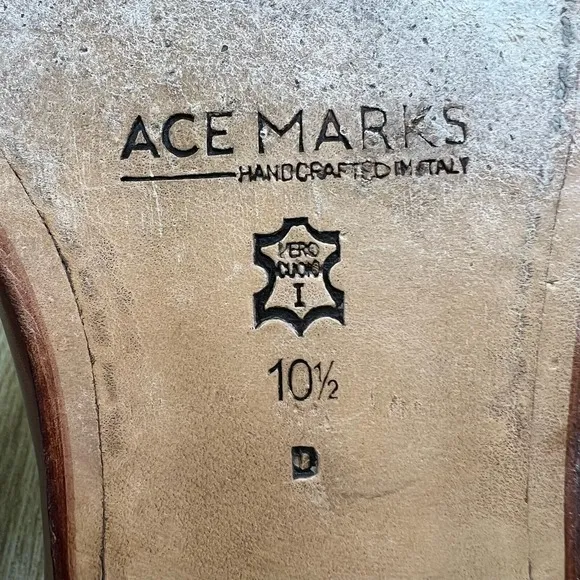 ACE MARKS
HANDCRAFTED IN ITALY
VERO
CUOIO
I
10½
D